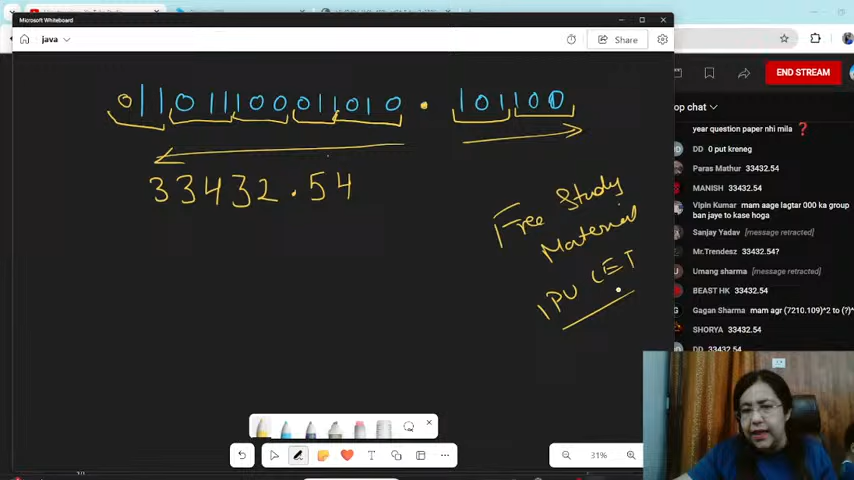 Microsoft Whiteboard
java
Share
END STREAM
011011100011010 . 101100
33432.54
Free Study
Material
IPU CET
op chat
year question paper nhi mila ❓
DD 0 put kreneg
Paras Mathur 33432.54
MANISH 33432.54
Vipin Kumar mam aage lagtar 000 ka group
ban jaye to kase hoga
Sanjay Yadav [message retracted]
Mr.Trendesz 33432.54?
Umang sharma [message retracted]
BEAST HK 33432.54
Gagan Sharma mam agr (7210.109)^2 to (?)^
SHORYA 33432.54
DD 33432.54
31%